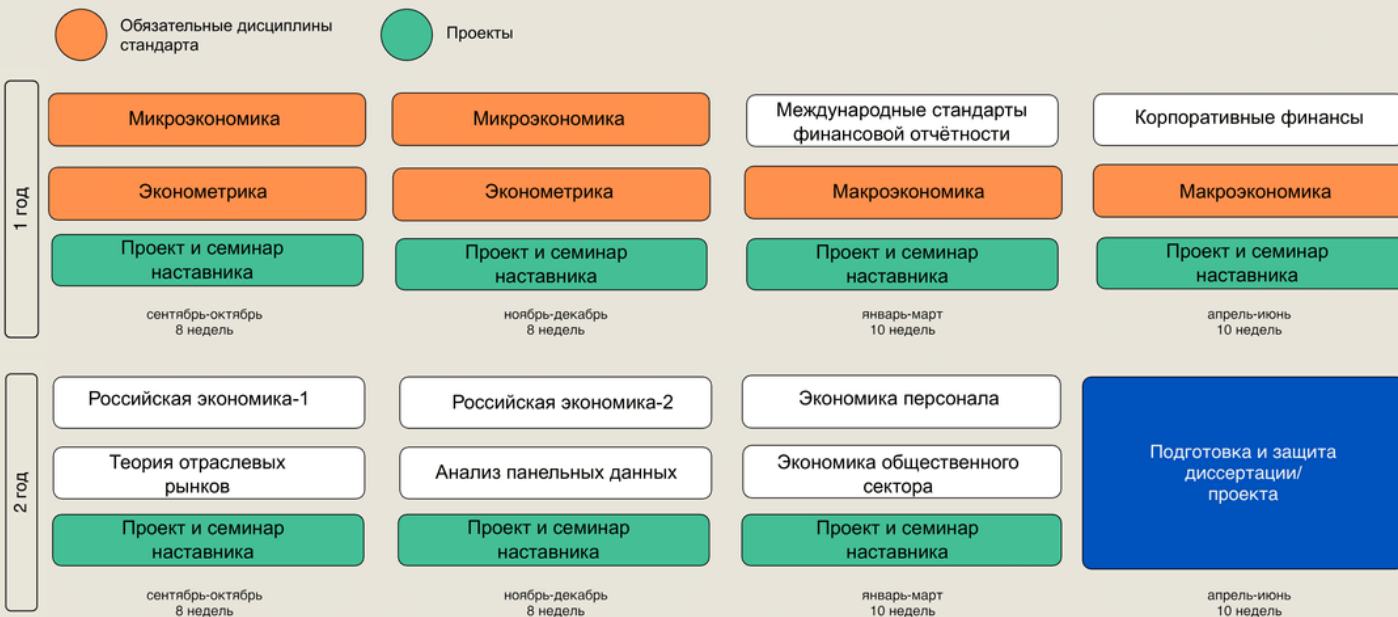 Обязательные дисциплины
стандарта
Проекты
1 год
Микроэкономика
Микроэкономика
Международные стандарты
финансовой отчётности
Корпоративные финансы
Эконометрика
Эконометрика
Макроэкономика
Макроэкономика
Проект и семинар
наставника
Проект и семинар
наставника
Проект и семинар
наставника
Проект и семинар
наставника
сентябрь-октябрь
8 недель
ноябрь-декабрь
8 недель
январь-март
10 недель
апрель-июнь
10 недель
2 год
Российская экономика-1
Российская экономика-2
Экономика персонала
Теория отраслевых
рынков
Анализ панельных данных
Экономика общественного
сектора
Подготовка и защита
диссертации/
проекта
Проект и семинар
наставника
Проект и семинар
наставника
Проект и семинар
наставника
сентябрь-октябрь
8 недель
ноябрь-декабрь
8 недель
январь-март
10 недель
апрель-июнь
10 недель